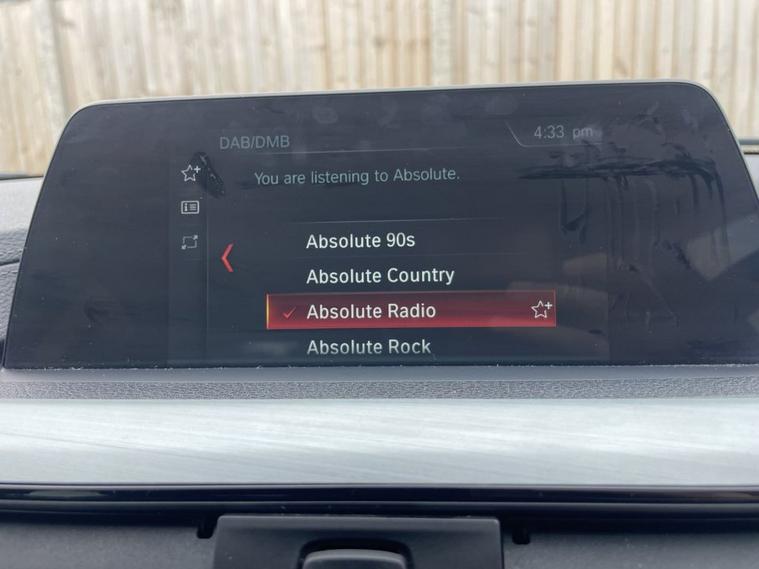 DAB/DMB
4:33 pm
You are listening to Absolute.
Absolute 90s
Absolute Country
Absolute Radio
Absolute Rock